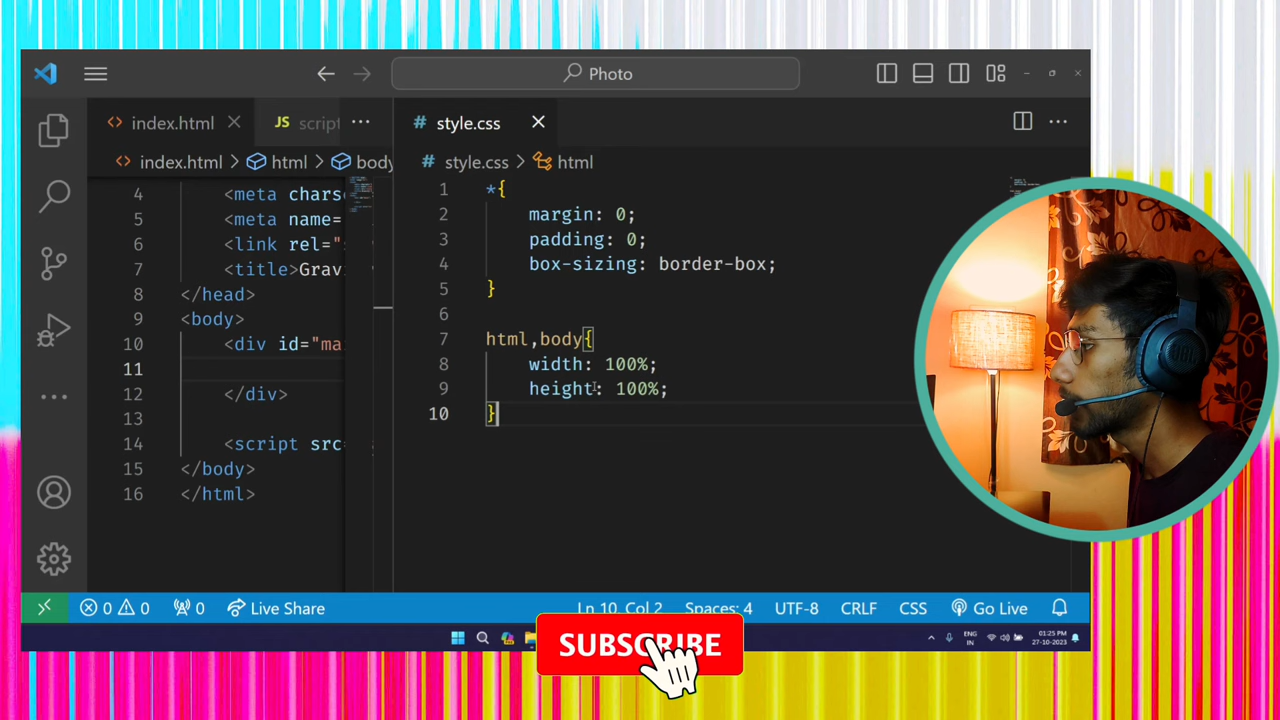 Photo
index.html
JS script
# style.css
index.html > html > body
# style.css > html
4 <meta chars
5 <meta name=
6 <link rel="
7 <title>Gravi
8 </head>
9 <body>
10 <div id="ma
11
12 </div>
13
14 <script src=
15 </body>
16 </html>
1 *{
2 margin: 0;
3 padding: 0;
4 box-sizing: border-box;
5 }
6
7 html,body{
8 width: 100%;
9 height: 100%;
10 }
0 0 0 Live Share Ln 10, Col 2 Spaces: 4 UTF-8 CRLF CSS Go Live
ENG
IN
01:25 PM
27-10-2023
SUBSCRIBE
JBL